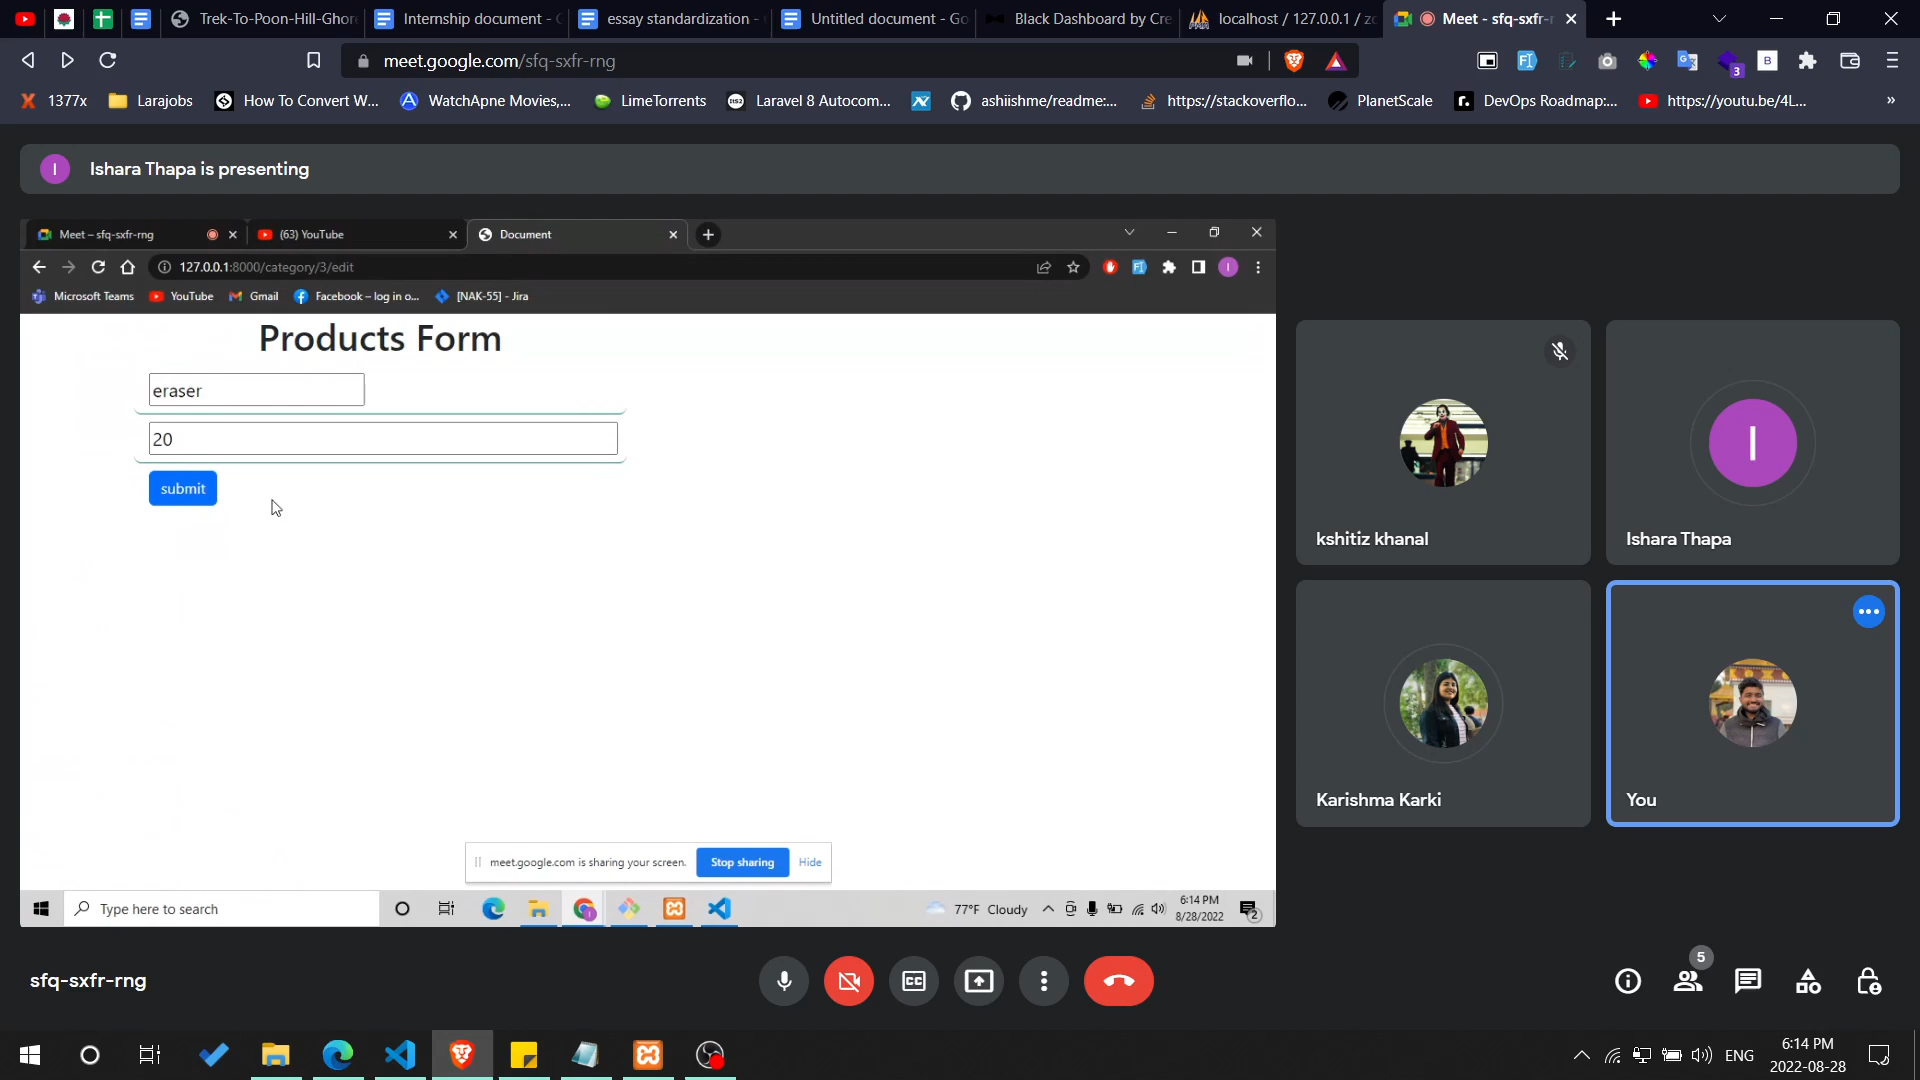 Trek-To-Poon-Hill-Ghor
Internship document - G
essay standardization -
Untitled document - Go
Black Dashboard by Cre
localhost / 127.0.0.1 / zo
Meet - sfq-sxfr-r
meet.google.com/sfq-sxfr-rng
3
B
1377x
Larajobs
How To Convert W...
WatchApne Movies,...
LimeTorrents
Laravel 8 Autocom...
ashiishme/readme:...
https://stackoverflo...
PlanetScale
DevOps Roadmap:...
https://youtu.be/4L...
»
I
Ishara Thapa is presenting
Meet – sfq-sxfr-rng
(63) YouTube
Document
127.0.0.1:8000/category/3/edit
I
Microsoft Teams
YouTube
Gmail
Facebook – log in o...
[NAK-55] - Jira
Products Form
eraser
20
submit
meet.google.com is sharing your screen.
Stop sharing
Hide
Type here to search
77°F Cloudy
6:14 PM
8/28/2022
2
kshitiz khanal
I
Ishara Thapa
Karishma Karki
You
sfq-sxfr-rng
CC
5
ENG
6:14 PM
2022-08-28